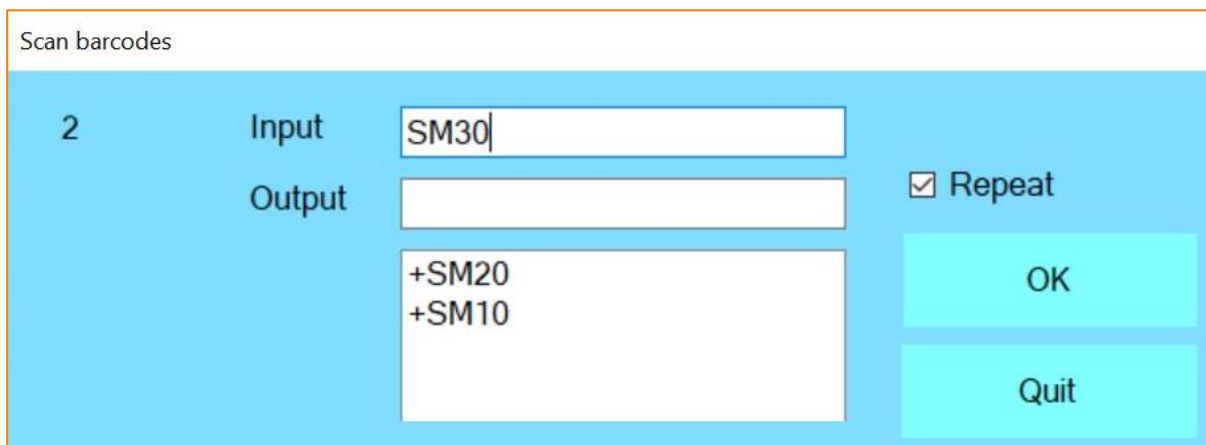 Scan barcodes
2 Input SM30
Output
Repeat
+SM20
+SM10
OK
Quit